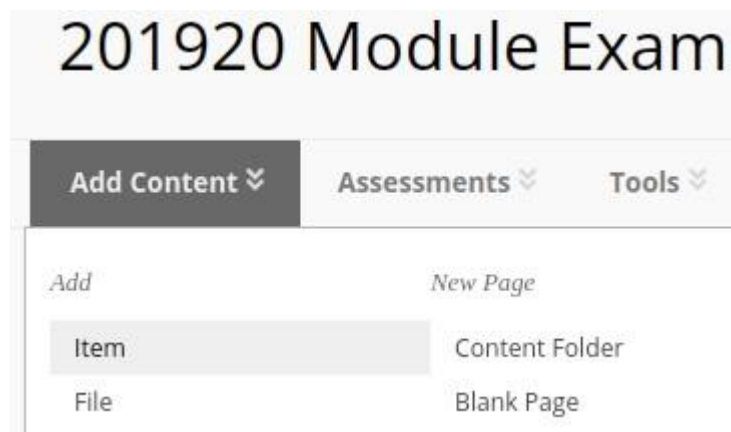 201920 Module Exam
Add Content Assessments Tools
Add New Page
Item Content Folder
File Blank Page